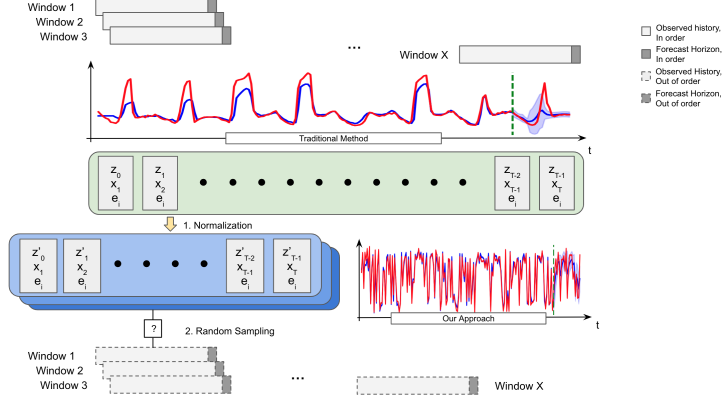 Window 1
Window 2
Window 3
...
Window X
Observed history,
In order
Forecast Horizon,
In order
Observed History,
Out of order
Forecast Horizon,
Out of order
Traditional Method
t
z0 z1 zT-2 zT-1
x1 x2 xT-1 xT
ei ei ei ei
1. Normalization
z'0 z'1 z'T-2 z'T-1
x1 x2 xT-1 xT
ei ei ei ei
Our Approach
t
?
2. Random Sampling
Window 1
Window 2
Window 3
...
Window X